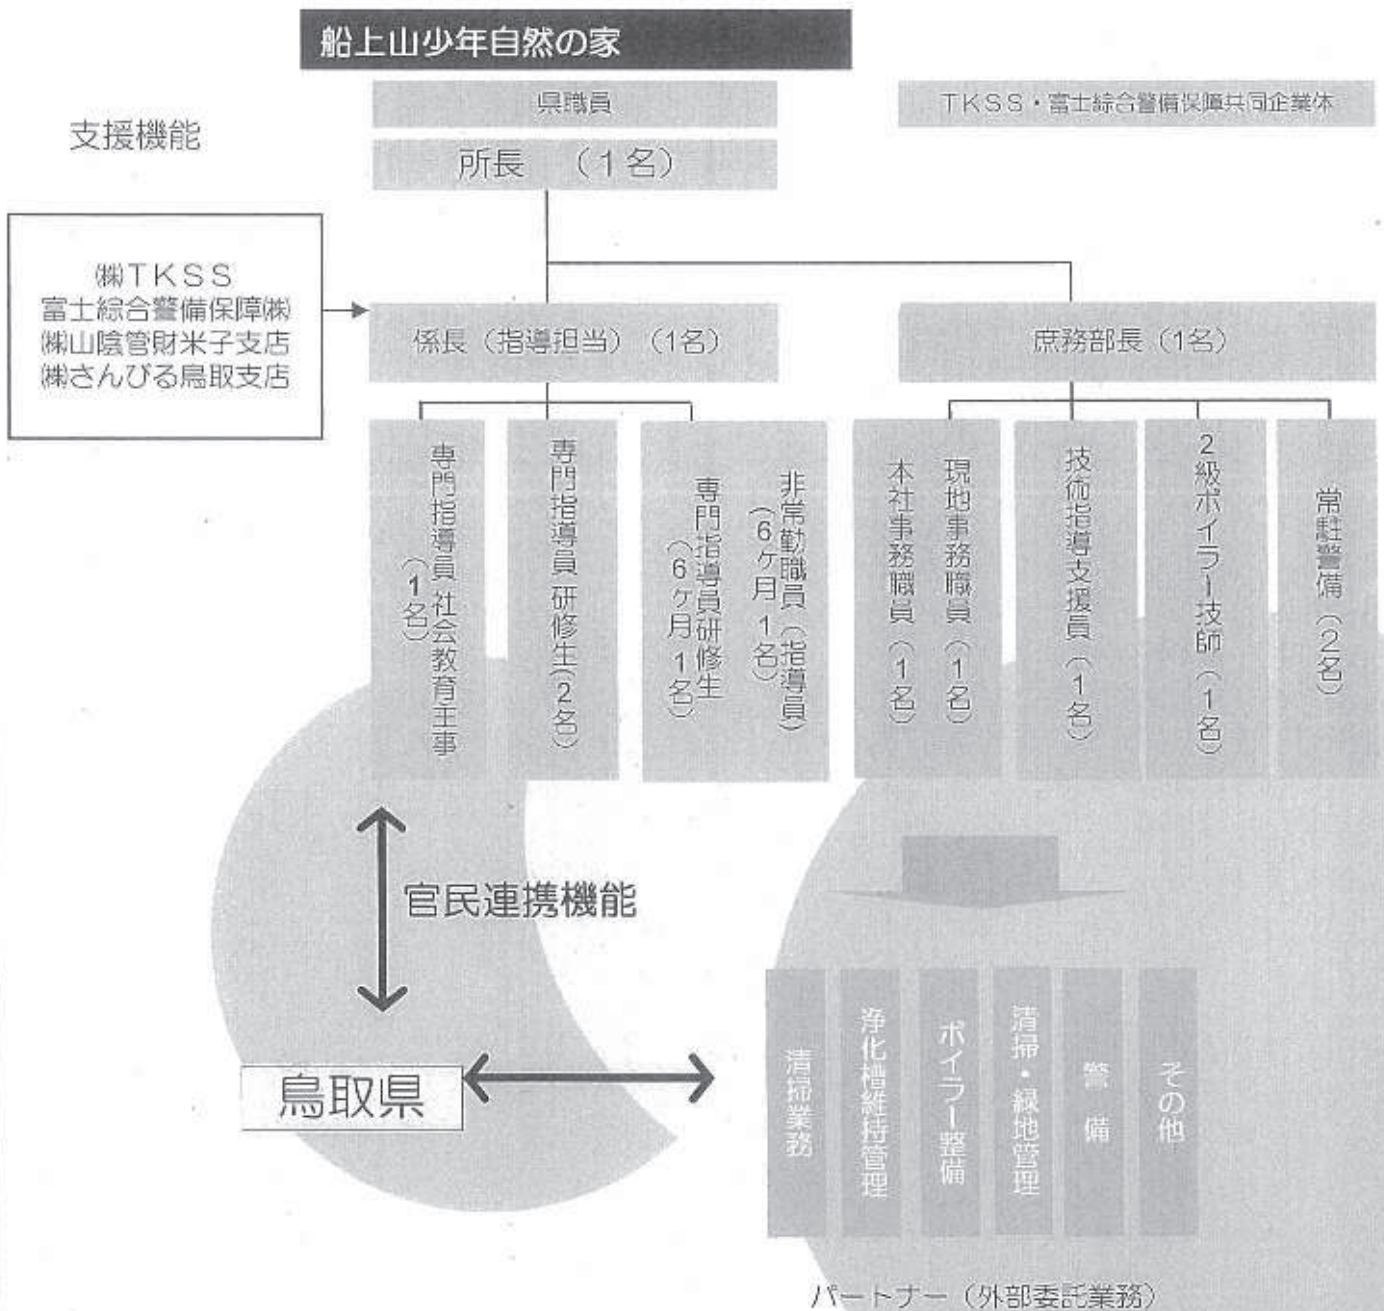 船上山少年自然の家
県職員
TKSS・富士綜合警備保障共同企業体
支援機能
所長 (1名)
㈱TKSS
富士綜合警備保障㈱
㈱山陰管財米子支店
㈱さんびる鳥取支店
係長(指導担当)(1名)
庶務部長(1名)
専門指導員 社会教育主事
(1名)
専門指導員 研修生(2名)
専門指導員研修生
(6ヶ月1名)
非常勤職員(指導員)
(6ヶ月1名)
本社事務職員(1名)
現地事務職員(1名)
技術指導支援員(1名)
2級ボイラー技師(1名)
常駐警備(2名)
官民連携機能
鳥取県
清掃業務
浄化槽維持管理
ボイラー整備
清掃・緑地管理
警備
その他
パートナー(外部委託業務)